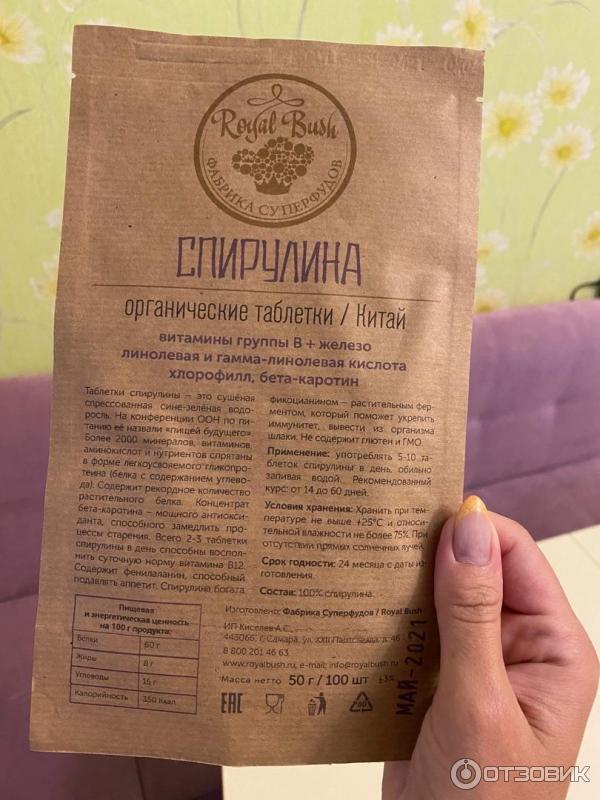 Royal Bush
ФАБРИКА СУПЕРФУДОВ
СПИРУЛИНА
органические таблетки / Китай
витамины группы В + железо
линолевая и гамма-линолевая кислота
хлорофилл, бета-каротин
Таблетки спирулины – это сушёная
спрессованная сине-зелёная водо-
росль. На конференции ООН по пи-
танию её назвали «пищей будущего».
Более 2000 минералов, витаминов,
аминокислот и нутриентов спрятаны
в форме легкоусвояемого гликопро-
теина (белка с содержанием углево-
да). Содержит рекордное количество
растительного белка. Концентрат
бета-каротина – мощного антиокси-
данта, способного замедлить про-
цессы старения. Всего 2-3 таблетки
спирулины в день способны воспол-
нить суточную норму витамина В12.
Содержит фенилаланин, способный
подавлять аппетит. Спирулина богата
фикоцианином – растительным фер-
ментом, который поможет укрепить
иммунитет, вывести из организма
шлаки. Не содержит глютен и ГМО.
Применение: употреблять 5-10 та-
блеток спирулины в день, обильно
запивая водой. Рекомендованный
курс: от 14 до 60 дней.
Условия хранения: Хранить при тем-
пературе не выше +25°С и относи-
тельной влажности не более 75%. При
отсутствии прямых солнечных лучей.
Срок годности: 24 месяца с даты из-
готовления
Состав: 100% спирулина.
Пищевая
и энергетическая ценность
на 100 г продукта:
Белки 60 г
Жиры 8 г
Углеводы 15 г
Калорийность 350 Ккал
Изготовлено: Фабрика Суперфудов / Royal Bush
ИП Киселев А.С.,
443066, г. Самара, ул. XXII Партсъезда, д. 46
8 800 201 46 63
www.royalbush.ru, e-mail: info@royalbush
Масса нетто 50 г / 100 шт ±3%
EAC
МАЙ-2021
ОТЗОВИК